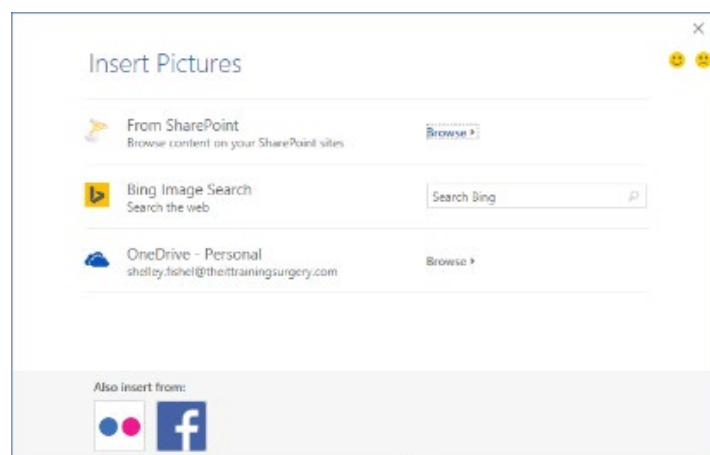 Insert Pictures
From SharePoint
Browse content on your SharePoint sites
Browse
Bing Image Search
Search the web
Search Bing
OneDrive - Personal
shelley.fishel@theittrainingsurgery.com
Browse
Also insert from: